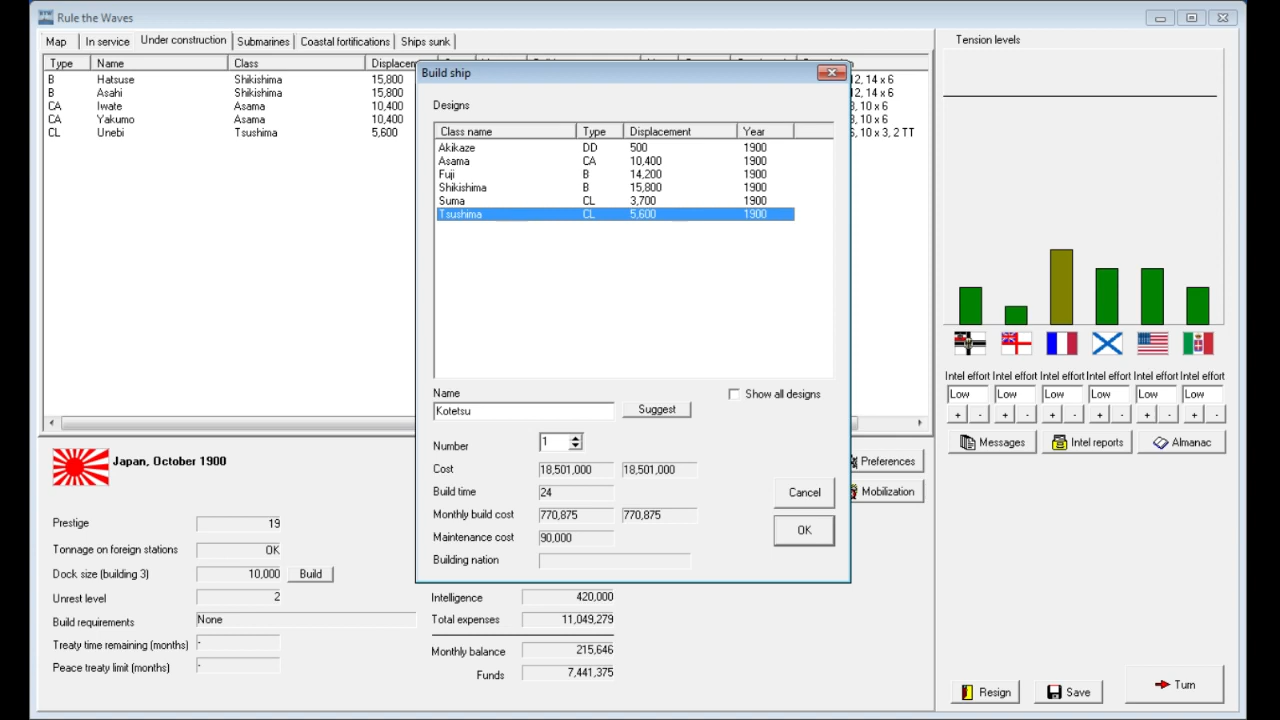 Rule the Waves
Map In service Under construction Submarines Coastal fortifications Ships sunk
Type Name Class
B Hatsuse Shikishima 15,800
B Asahi Shikishima 15,800
CA Iwate Asama 10,400
CA Yakumo Asama 10,400
CL Unebi Tsushima 5,600
12, 14 x 6
12, 14 x 6
, 10 x 6
, 10 x 6
, 10 x 3, 2 TT
Build ship
Designs
Class name Type Displacement Year
Akikaze DD 500 1900
Asama CA 10,400 1900
Fuji B 14,200 1900
Shikishima B 15,800 1900
Suma CL 3,700 1900
Tsushima CL 5,600 1900
Name
Kotetsu
Suggest
Show all designs
Number 1
Cost 18,501,000 18,501,000
Build time 24
Monthly build cost 770,875 770,875
Maintenance cost 90,000
Building nation
Cancel
OK
Tension levels
Intel effort Intel effort Intel effort Intel effort Intel effort Intel effort
Low Low Low Low Low Low
+ - + - + - + - + - + -
Messages Intel reports Almanac
Japan, October 1900
Preferences
Mobilization
Prestige 19
Tonnage on foreign stations OK
Dock size (building 3) 10,000 Build
Unrest level 2
Build requirements None
Treaty time remaining (months) -
Peace treaty limit (months) -
Intelligence 420,000
Total expenses 11,049,279
Monthly balance 215,646
Funds 7,441,375
Resign Save Turn